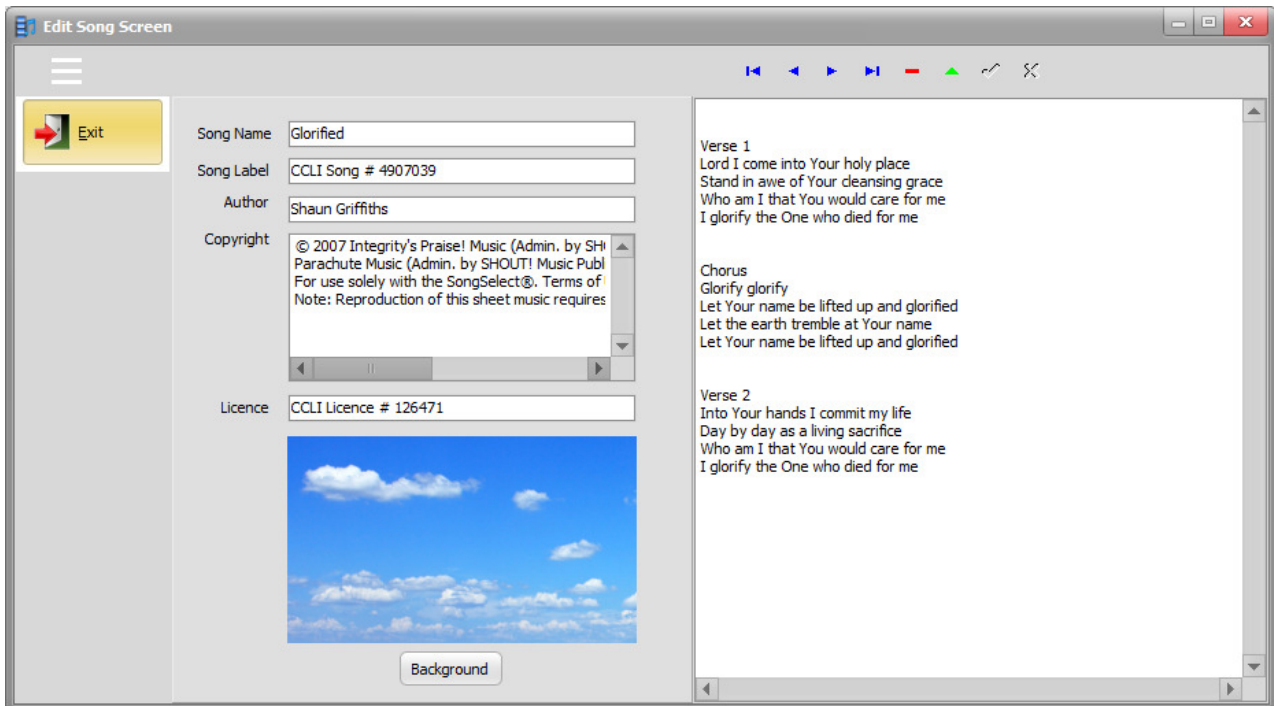 Edit Song Screen
Exit
Song Name
Glorified
Song Label
CCLI Song # 4907039
Author
Shaun Griffiths
Copyright
© 2007 Integrity's Praise! Music (Admin. by
Parachute Music (Admin. by SHOUT! Music
For use solely with the SongSelect®. Terms of
Note: Reproduction of this sheet music requires
Licence
CCLI Licence # 126471
Background
Verse 1
Lord I come into Your holy place
Stand in awe of Your cleansing grace
Who am I that You would care for me
I glorify the One who died for me
Chorus
Glorify glorify
Let Your name be lifted up and glorified
Let the earth tremble at Your name
Let Your name be lifted up and glorified
Verse 2
Into Your hands I commit my life
Day by day as a living sacrifice
Who am I that You would care for me
I glorify the One who died for me